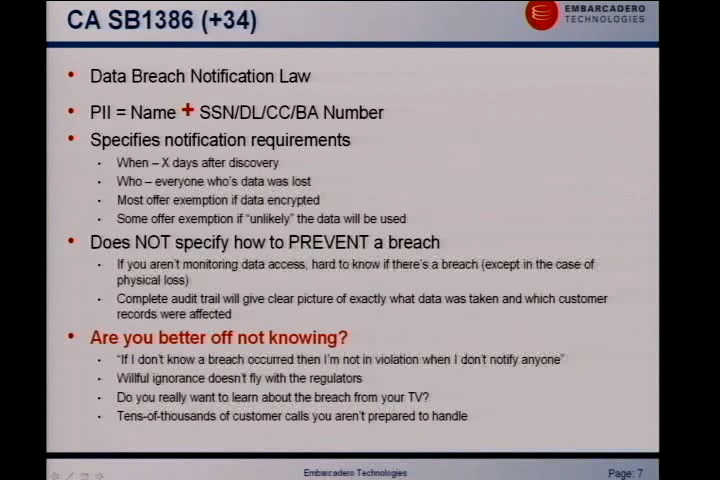 CA SB1386 (+34)
EMBARCADERO
TECHNOLOGIES
• Data Breach Notification Law
• PII = Name + SSN/DL/CC/BA Number
• Specifies notification requirements
• When – X days after discovery
• Who – everyone who's data was lost
• Most offer exemption if data encrypted
• Some offer exemption if "unlikely" the data will be used
• Does NOT specify how to PREVENT a breach
• If you aren't monitoring data access, hard to know if there's a breach (except in the case of
physical loss)
• Complete audit trail will give clear picture of exactly what data was taken and which customer
records were affected
• Are you better off not knowing?
• "If I don't know a breach occurred then I'm not in violation when I don't notify anyone"
• Willful ignorance doesn't fly with the regulators
• Do you really want to learn about the breach from your TV?
• Tens-of-thousands of customer calls you aren't prepared to handle
Embarcadero Technologies
Page: 7